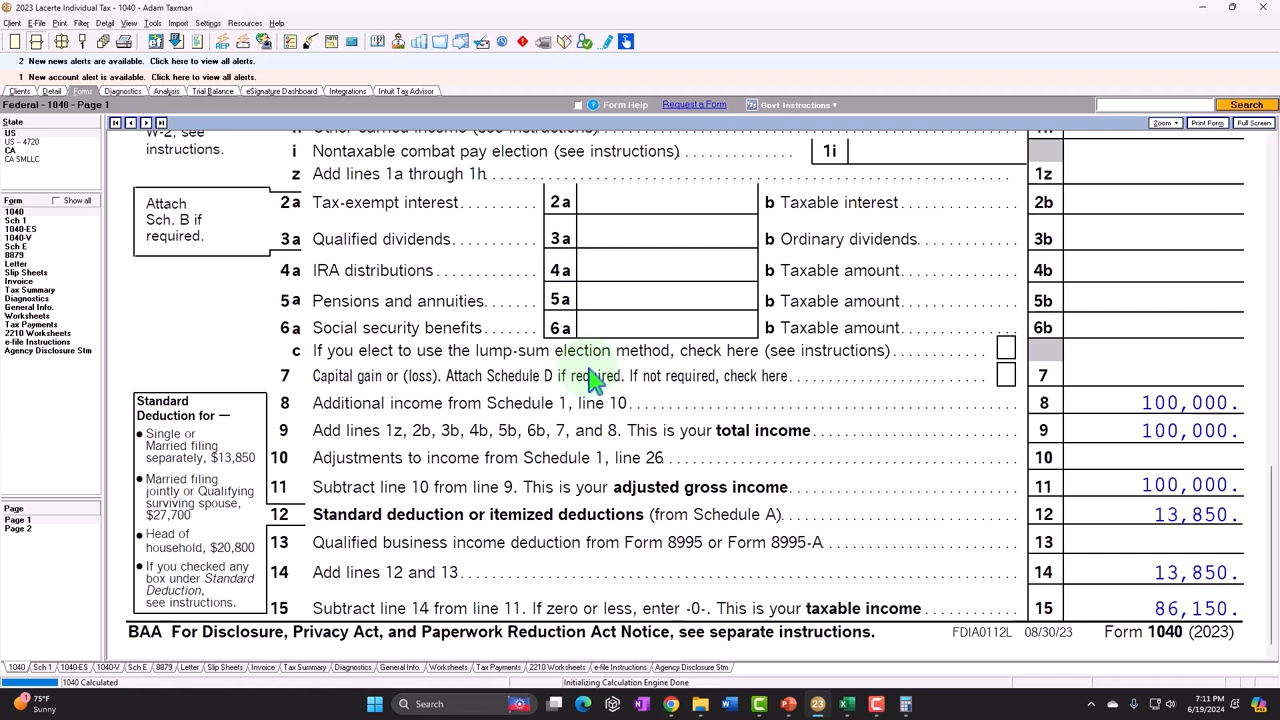 2023 Lacerte Individual Tax - 1040 - Adam Taxman
Client E-File Print Filter Detail View Tools Import Settings Resources Help
2 New news alerts are available. Click here to view all alerts.
1 New account alert is available. Click here to view all alerts.
Clients Detail Forms Diagnostics Analysis Trial Balance eSignature Dashboard Integrations Intuit Tax Advisor
Federal - 1040 - Page 1 Form Help Request a Form Govt Instructions Search
State
US
US - 4720
CA
CA SMLLC
Form Show all
1040
Sch 1
1040-ES
1040-V
Sch E
8879
Letter
Slip Sheets
Invoice
Tax Summary
Diagnostics
General Info.
Worksheets
Tax Payments
2210 Worksheets
e-file Instructions
Agency Disclosure Stmt
Page
Page 1
Page 2
Zoom Print Form Full Screen
W-2, see
instructions.
Other earned income (see instructions)
i Nontaxable combat pay election (see instructions) 1i
z Add lines 1a through 1h 1z
Attach
Sch. B if
required.
2a Tax-exempt interest 2a b Taxable interest 2b
3a Qualified dividends 3a b Ordinary dividends 3b
4a IRA distributions 4a b Taxable amount 4b
5a Pensions and annuities 5a b Taxable amount 5b
6a Social security benefits 6a b Taxable amount 6b
c If you elect to use the lump-sum election method, check here (see instructions)
7 Capital gain or (loss). Attach Schedule D if required. If not required, check here 7
Standard
Deduction for —
● Single or
Married filing
separately, $13,850
● Married filing
jointly or Qualifying
surviving spouse,
$27,700
● Head of
household, $20,800
● If you checked any
box under Standard
Deduction,
see instructions.
8 Additional income from Schedule 1, line 10 8 100,000.
9 Add lines 1z, 2b, 3b, 4b, 5b, 6b, 7, and 8. This is your total income 9 100,000.
10 Adjustments to income from Schedule 1, line 26 10
11 Subtract line 10 from line 9. This is your adjusted gross income 11 100,000.
12 Standard deduction or itemized deductions (from Schedule A) 12 13,850.
13 Qualified business income deduction from Form 8995 or Form 8995-A 13
14 Add lines 12 and 13 14 13,850.
15 Subtract line 14 from line 11. If zero or less, enter -0-. This is your taxable income 15 86,150.
BAA For Disclosure, Privacy Act, and Paperwork Reduction Act Notice, see separate instructions. FDIA0112L 08/30/23 Form 1040 (2023)
1040 Sch 1 1040-ES 1040-V Sch E 8879 Letter Slip Sheets Invoice Tax Summary Diagnostics General Info. Worksheets Tax Payments 2210 Worksheets e-file Instructions Agency Disclosure Stmt
1040 Calculated Initializing Calculation Engine Done
75°F
Sunny
Search
7:11 PM
6/19/2024